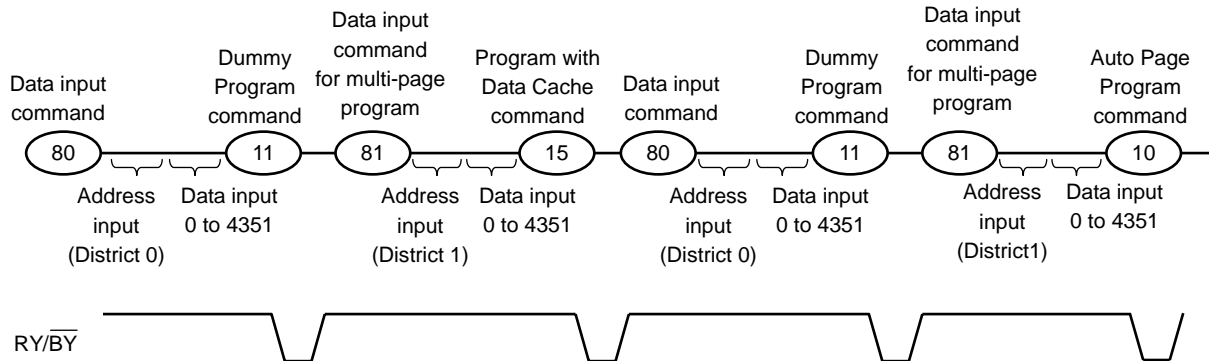 Data input
command
Dummy
Program
command
Data input
command
for multi-page
program
Program with
Data Cache
command
Data input
command
Dummy
Program
command
Data input
command
for multi-page
program
Auto Page
Program
command
80
11
81
15
80
11
81
10
Address
input
(District 0)
Data input
0 to 4351
Address
input
(District 1)
Data input
0 to 4351
Address
input
(District 0)
Data input
0 to 4351
Address
input
(District1)
Data input
0 to 4351
RY/BY